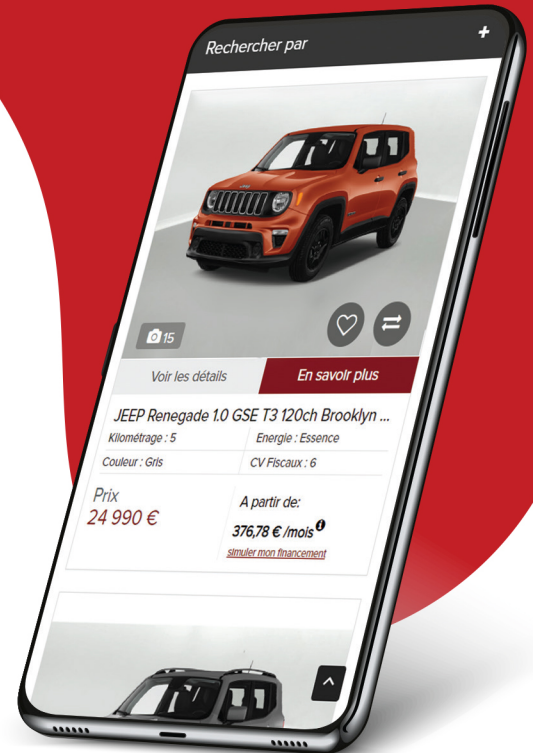 Rechercher par +
15
Voir les détails En savoir plus
JEEP Renegade 1.0 GSE T3 120ch Brooklyn ...
Kilométrage : 5 Energie : Essence
Couleur : Gris CV Fiscaux : 6
Prix A partir de:
24 990 € 376,78 € /mois
simuler mon financement